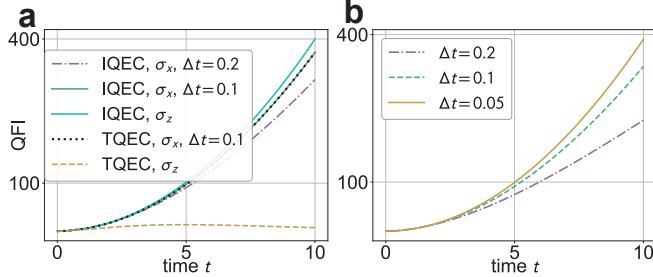 a
400
100
QFI
IQEC, σx, Δt=0.2
IQEC, σx, Δt=0.1
IQEC, σz
TQEC, σx, Δt=0.1
TQEC, σz
0
5
10
time t
b
400
100
Δt=0.2
Δt=0.1
Δt=0.05
0
5
10
time t